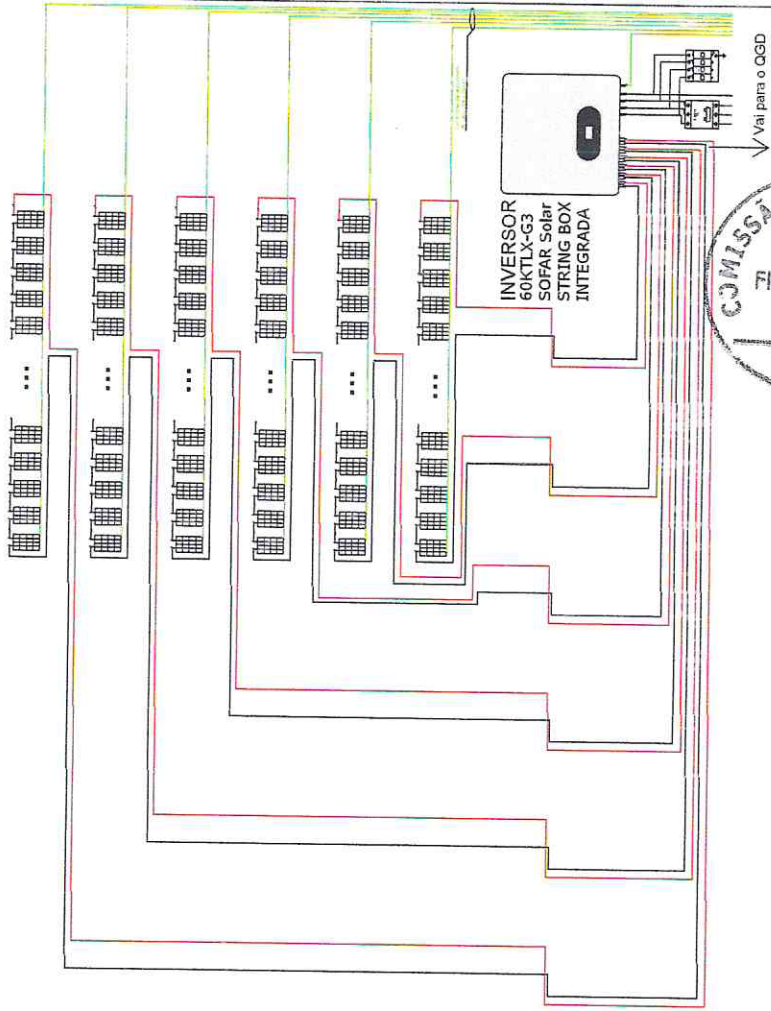 INVERSOR
60KTLX-G3
SOFAR Solar
STRING BOX
INTEGRADA
Vai para o QGD